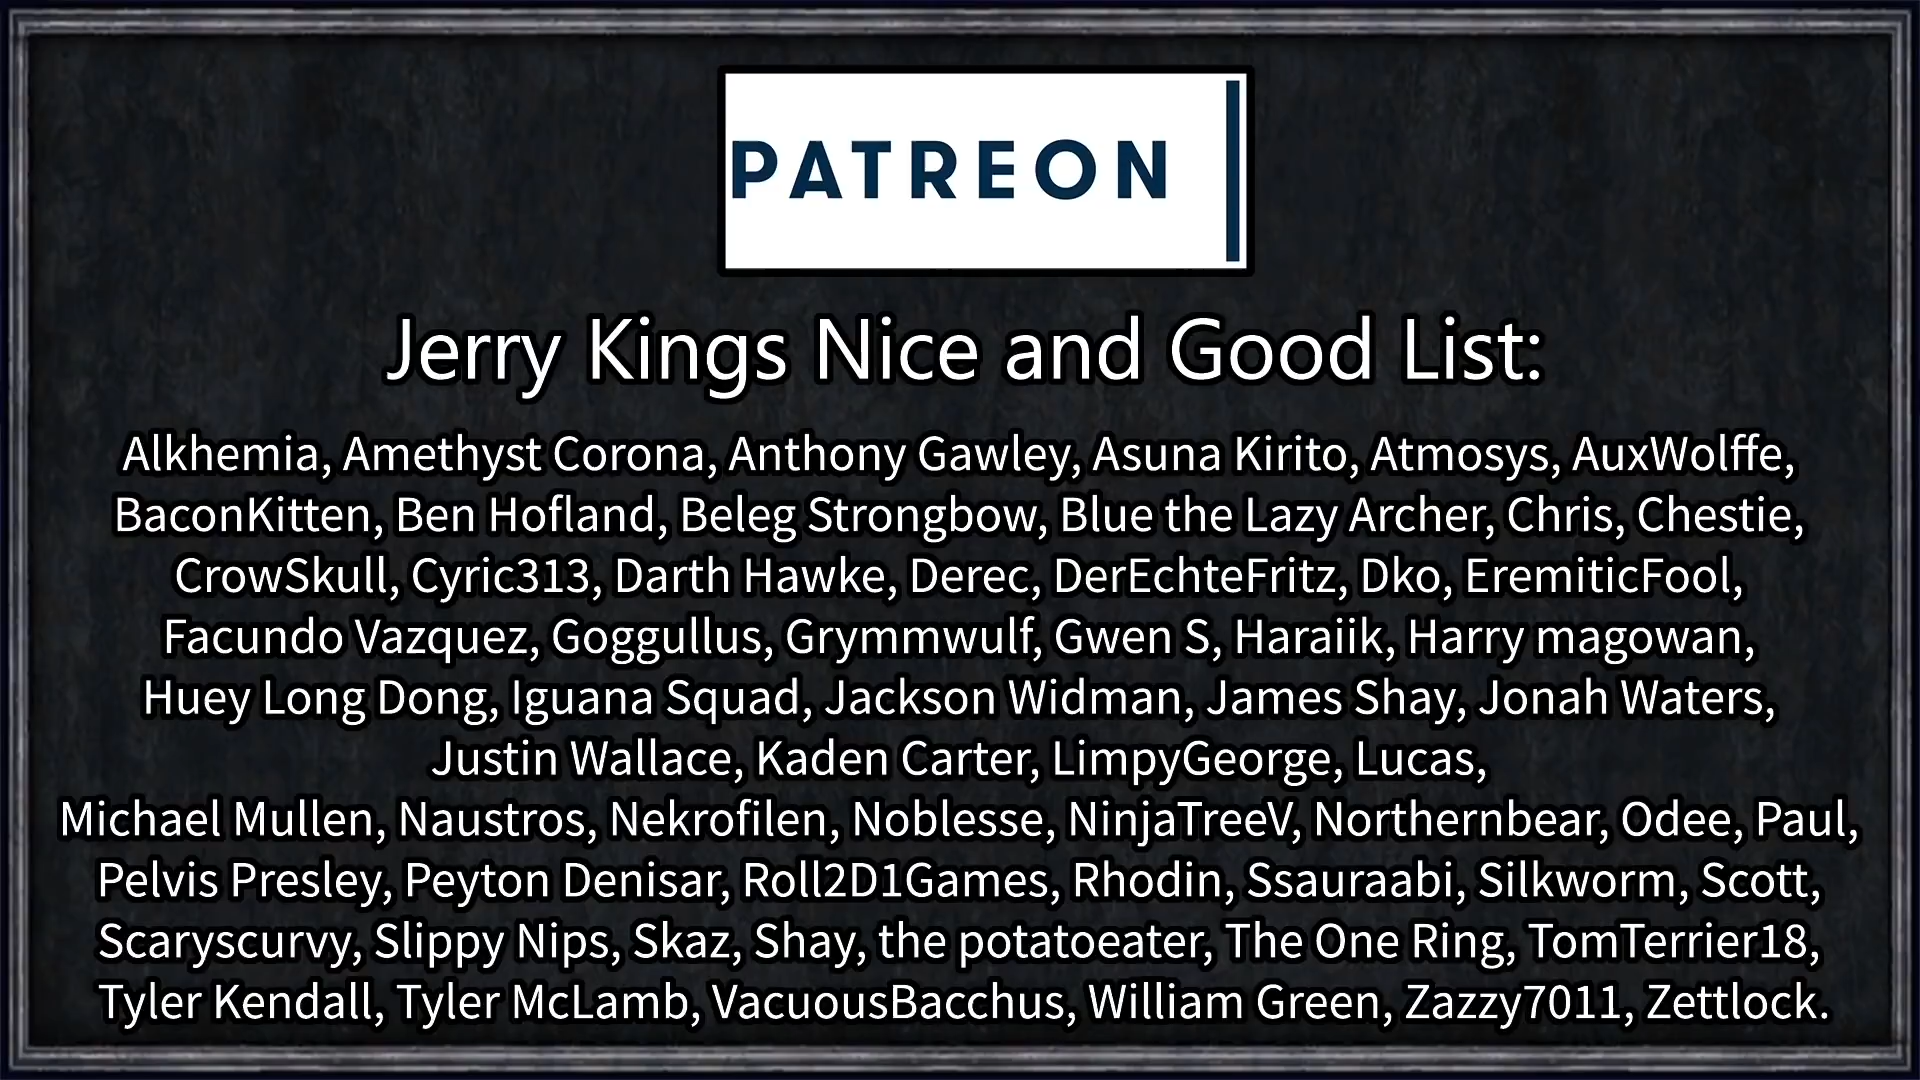 PATREON
Jerry Kings Nice and Good List:
Alkhemia, Amethyst Corona, Anthony Gawley, Asuna Kirito, Atmosys, AuxWolffe,
BaconKitten, Ben Hofland, Beleg Strongbow, Blue the Lazy Archer, Chris, Chestie,
CrowSkull, Cyric313, Darth Hawke, Derec, DerEchteFritz, Dko, EremiticFool,
Facundo Vazquez, Goggullus, Grymmwulf, Gwen S, Haraiik, Harry magowan,
Huey Long Dong, Iguana Squad, Jackson Widman, James Shay, Jonah Waters,
Justin Wallace, Kaden Carter, LimpyGeorge, Lucas,
Michael Mullen, Naustros, Nekrofilen, Noblesse, NinjaTreeV, Northernbear, Odee, Paul,
Pelvis Presley, Peyton Denisar, Roll2D1Games, Rhodin, Ssauraabi, Silkworm, Scott,
Scaryscurvy, Slippy Nips, Skaz, Shay, the potatoeater, The One Ring, TomTerrier18,
Tyler Kendall, Tyler McLamb, VacuousBacchus, William Green, Zazzy7011, Zettlock.